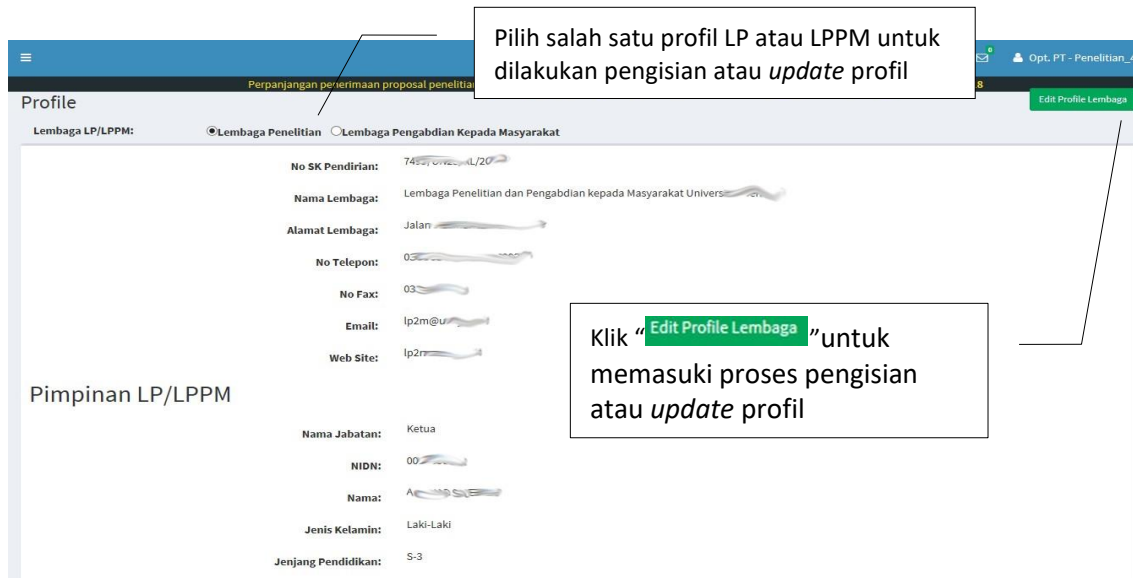 Pilih salah satu profil LP atau LPPM untuk
dilakukan pengisian atau update profil
0
Opt. PT - Penelitian_4
Perpanjangan penerimaan proposal penelitian
8
Profile
Edit Profile Lembaga
Lembaga LP/LPPM: Lembaga Penelitian Lembaga Pengabdian Kepada Masyarakat
No SK Pendirian:
Nama Lembaga: Lembaga Penelitian dan Pengabdian kepada Masyarakat
Alamat Lembaga: Jalan
No Telepon:
No Fax: 03
Email: lp2m@u
Web Site:
Klik “ Edit Profile Lembaga ”untuk
memasuki proses pengisian
atau update profil
Pimpinan LP/LPPM
Nama Jabatan: Ketua
NIDN: 00
Nama:
Jenis Kelamin: Laki-Laki
Jenjang Pendidikan: S-3